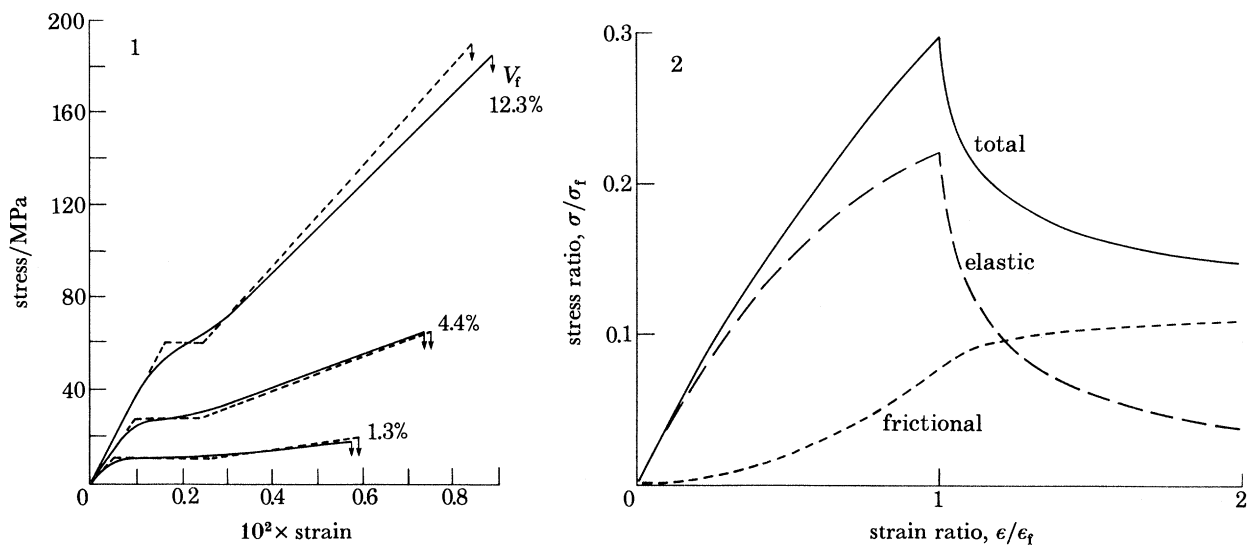 200
160
120
80
60
40
0
0.2
0.4
0.6
0.8
stress/MPa
10² × strain
1
V_f
12.3%
4.4%
1.3%
0.3
0.2
0.1
0
1
2
stress ratio, σ/σ_f
strain ratio, ϵ/ϵ_f
2
total
elastic
frictional